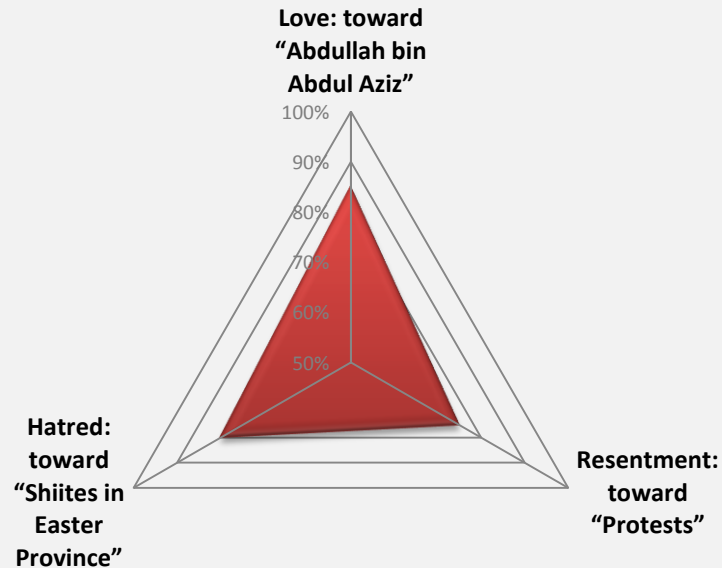 Love: toward
“Abdullah bin
Abdul Aziz”
100%
90%
80%
70%
60%
50%
Hatred:
toward
“Shiites in
Easter
Province”
Resentment:
toward
“Protests”